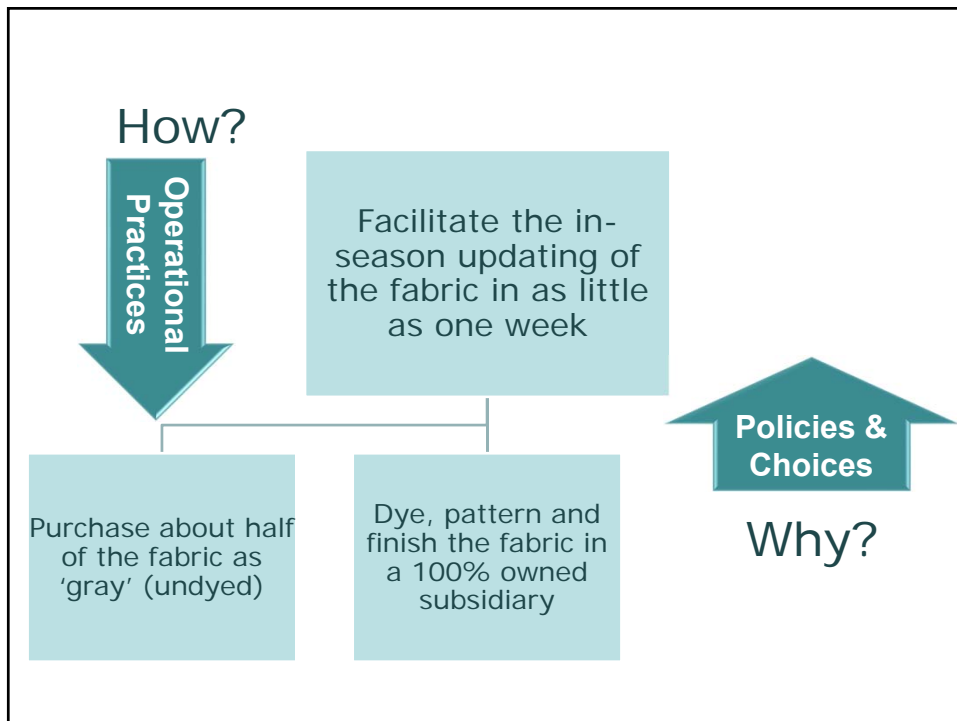 How?
Operational
Practices
Facilitate the in-
season updating of
the fabric in as little
as one week
Policies &
Choices
Why?
Purchase about half
of the fabric as
‘gray’ (undyed)
Dye, pattern and
finish the fabric in
a 100% owned
subsidiary